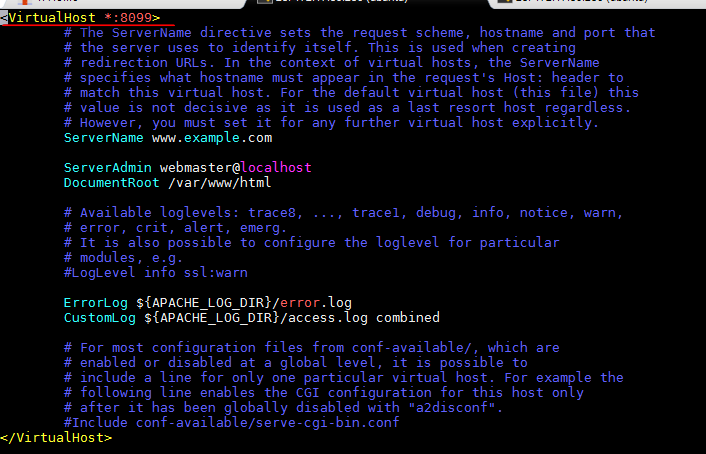 <VirtualHost *:8099>
# The ServerName directive sets the request scheme, hostname and port that
# the server uses to identify itself. This is used when creating
# redirection URLs. In the context of virtual hosts, the ServerName
# specifies what hostname must appear in the request's Host: header to
# match this virtual host. For the default virtual host (this file) this
# value is not decisive as it is used as a last resort host regardless.
# However, you must set it for any further virtual host explicitly.
ServerName www.example.com
ServerAdmin webmaster@localhost
DocumentRoot /var/www/html
# Available loglevels: trace8, ..., trace1, debug, info, notice, warn,
# error, crit, alert, emerg.
# It is also possible to configure the loglevel for particular
# modules, e.g.
#LogLevel info ssl:warn
ErrorLog ${APACHE_LOG_DIR}/error.log
CustomLog ${APACHE_LOG_DIR}/access.log combined
# For most configuration files from conf-available/, which are
# enabled or disabled at a global level, it is possible to
# include a line for only one particular virtual host. For example the
# following line enables the CGI configuration for this host only
# after it has been globally disabled with "a2disconf".
#Include conf-available/serve-cgi-bin.conf
</VirtualHost>